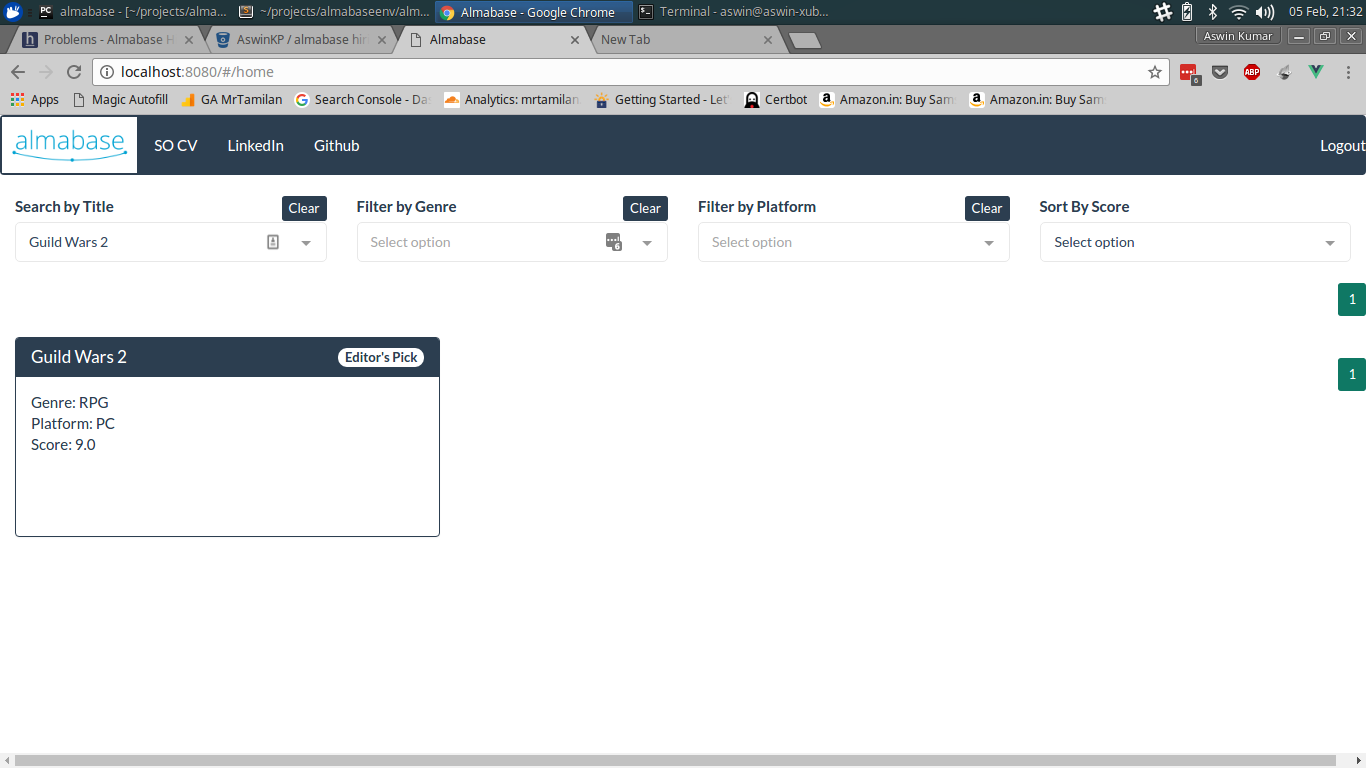 almabase - [~/projects/alma... ~/projects/almabaseenv/alm... Almabase - Google Chrome Terminal - aswin@aswin-xub... 05 Feb, 21:32
Problems - Almabase H AswinKP / almabase hiri Almabase New Tab Aswin Kumar
localhost:8080/#/home
Apps Magic Autofill GA MrTamilan Search Console - Da Analytics: mrtamilan. Getting Started - Let' Certbot Amazon.in: Buy Sam Amazon.in: Buy Sam
almabase SO CV LinkedIn Github Logout
Search by Title Clear Filter by Genre Clear Filter by Platform Clear Sort By Score
Guild Wars 2 Select option Select option Select option
1
Guild Wars 2 Editor's Pick
1
Genre: RPG
Platform: PC
Score: 9.0